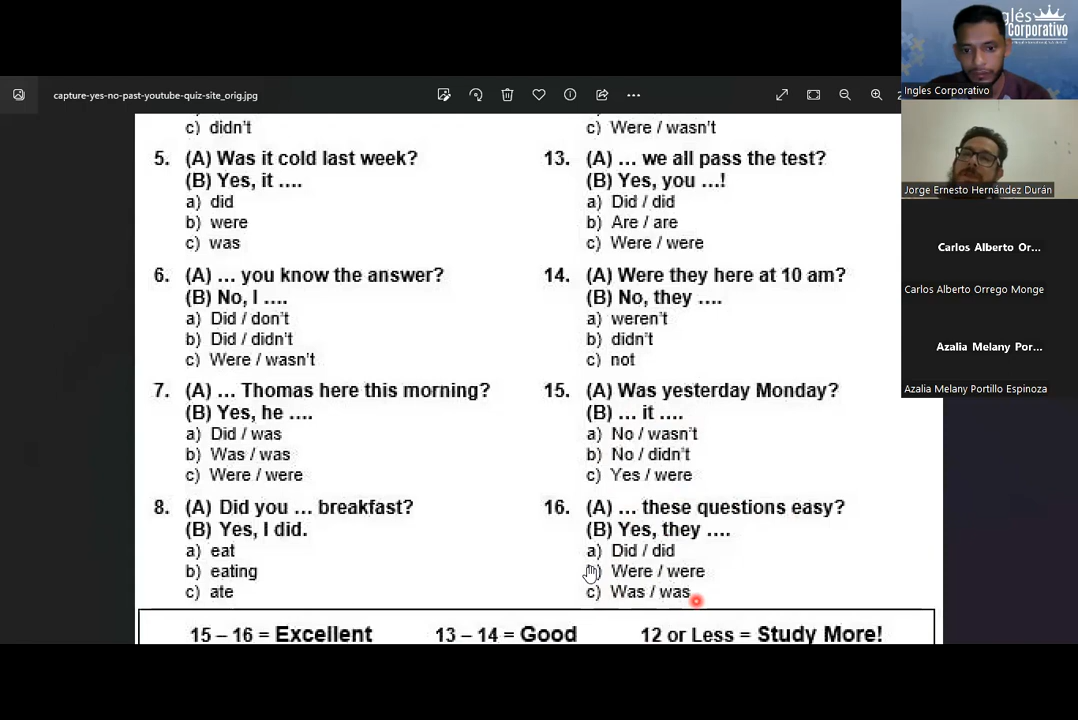 capture-yes-no-past-youtube-quiz-site_orig.jpg
c) didn't
5. (A) Was it cold last week?
(B) Yes, it ....
a) did
b) were
c) was
6. (A) ... you know the answer?
(B) No, I ....
a) Did / don't
b) Did / didn't
c) Were / wasn't
7. (A) ... Thomas here this morning?
(B) Yes, he ....
a) Did / was
b) Was / was
c) Were / were
8. (A) Did you ... breakfast?
(B) Yes, I did.
a) eat
b) eating
c) ate
c) Were / wasn't
13. (A) ... we all pass the test?
(B) Yes, you ...!
a) Did / did
b) Are / are
c) Were / were
14. (A) Were they here at 10 am?
(B) No, they ....
a) weren't
b) didn't
c) not
15. (A) Was yesterday Monday?
(B) ... it ....
a) No / wasn't
b) No / didn't
c) Yes / were
16. (A) ... these questions easy?
(B) Yes, they ....
a) Did / did
) Were / were
c) Was / was
15 – 16 = Excellent 13 – 14 = Good 12 or Less = Study More!
glés
Corporativo
Ingles Corporativo
Jorge Ernesto Hernández Durán
Carlos Alberto Or...
Carlos Alberto Orrego Monge
Azalia Melany Por...
Azalia Melany Portillo Espinoza